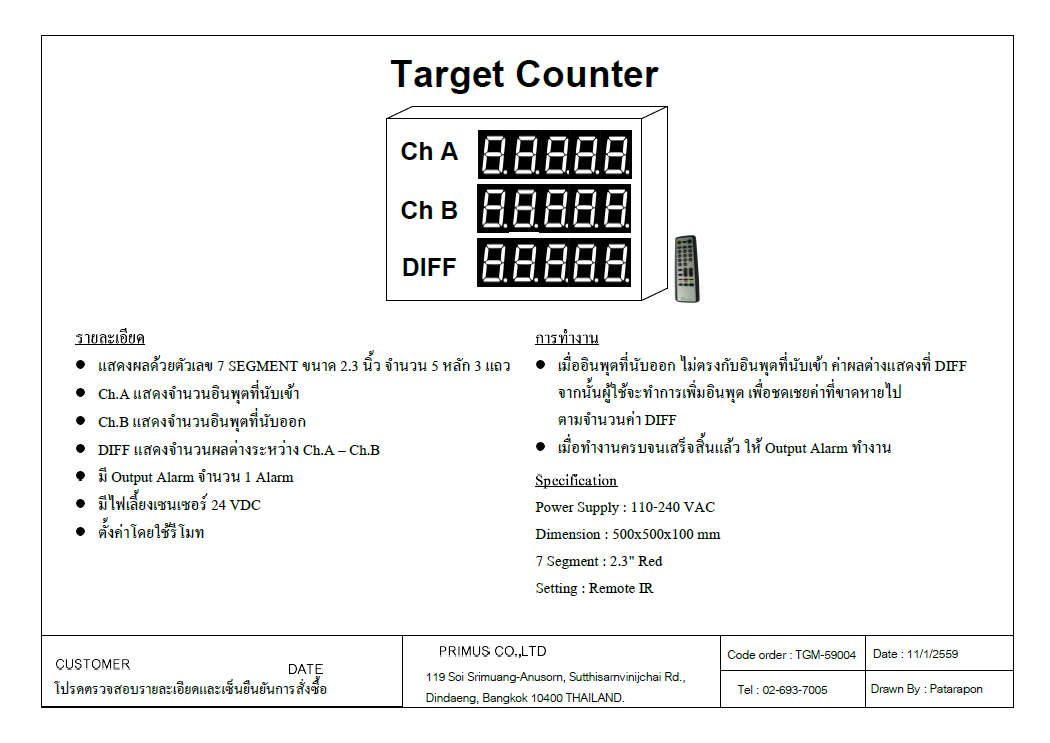 Target Counter
Ch A
Ch B
DIFF
รายละเอียด
● แสดงผลด้วยตัวเลข 7 SEGMENT ขนาด 2.3 นิ้ว จำนวน 5 หลัก 3 แถว
● Ch.A แสดงจำนวนอินพุตที่นับเข้า
● Ch.B แสดงจำนวนอินพุตที่นับออก
● DIFF แสดงจำนวนผลต่างระหว่าง Ch.A – Ch.B
● มี Output Alarm จำนวน 1 Alarm
● มีไฟเลี้ยงเซนเซอร์ 24 VDC
● ตั้งค่าโดยใช้รีโมท
การทำงาน
● เมื่ออินพุตที่นับออก ไม่ตรงกับอินพุตที่นับเข้า ค่าผลต่างแสดงที่ DIFF
จากนั้นผู้ใช้จะทำการเพิ่มอินพุต เพื่อชดเชยค่าที่ขาดหายไป
ตามจำนวนค่า DIFF
● เมื่อทำงานครบจนเสร็จสิ้นแล้ว ให้ Output Alarm ทำงาน
Specification
Power Supply : 110-240 VAC
Dimension : 500x500x100 mm
7 Segment : 2.3" Red
Setting : Remote IR
CUSTOMER DATE
โปรดตรวจสอบรายละเอียดและเซ็นยืนยันการสั่งซื้อ
PRIMUS CO.,LTD
119 Soi Srimuang-Anusorn, Sutthisarnvinijchai Rd.,
Dindaeng, Bangkok 10400 THAILAND.
Code order : TGM-59004
Date : 11/1/2559
Tel : 02-693-7005
Drawn By : Patarapon